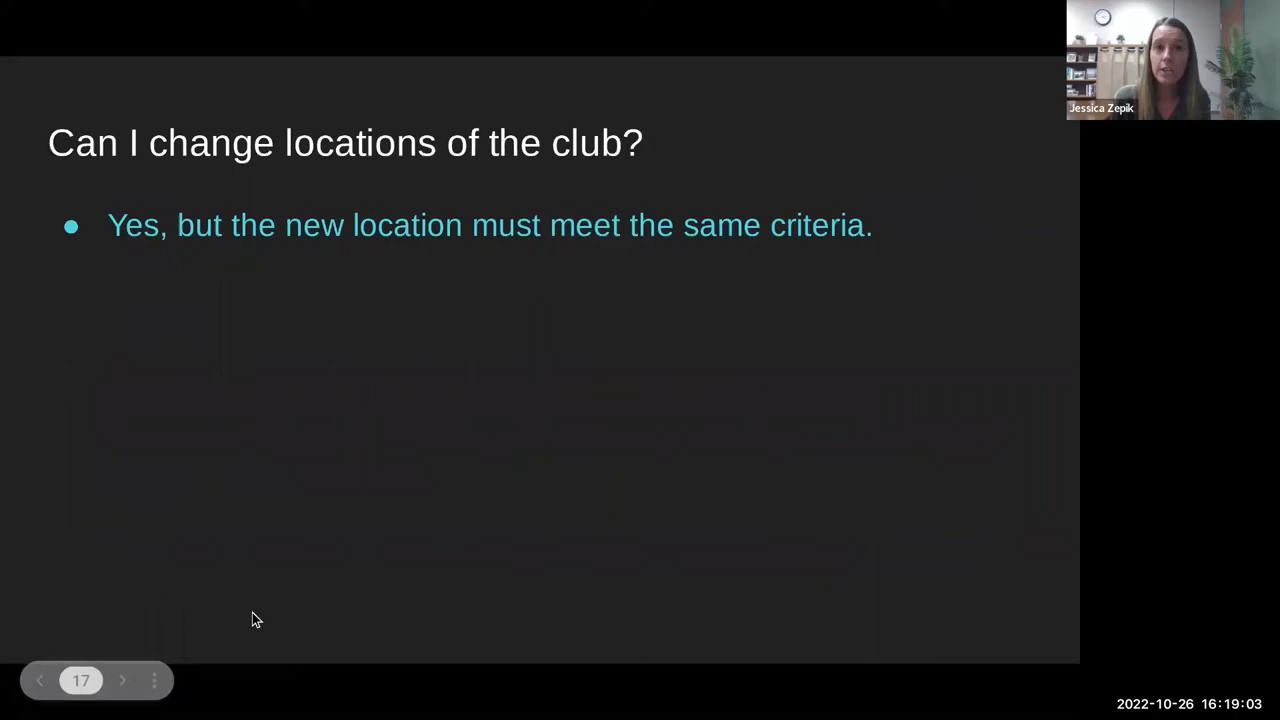 Jessica Zepik
Can I change locations of the club?
● Yes, but the new location must meet the same criteria.
17
2022-10-26 16:19:03